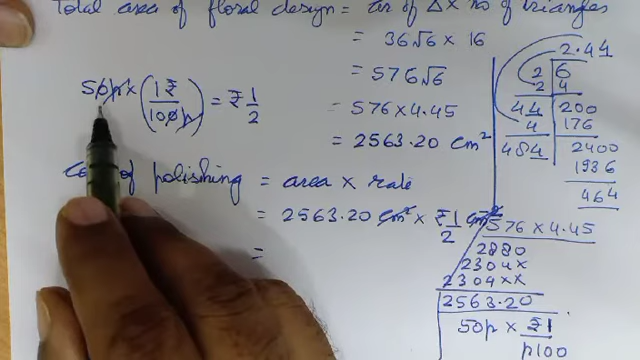 Total area of floral design = ar of Δ x no of triangles
= 36√6 x 16
= 576√6
= 576 x 4.45
= 2563.20 cm²
50p x (1₹/100p) = ₹1/2
of polishing = area x rate
= 2563.20 cm² x ₹1/2 cm²
=
2.44
2 | 6
2 | 4
44 | 200
4 | 176
484 | 2400
1936
464
576 x 4.45
2880
2304x
2304xx
2563.20
50p x ₹1/p100